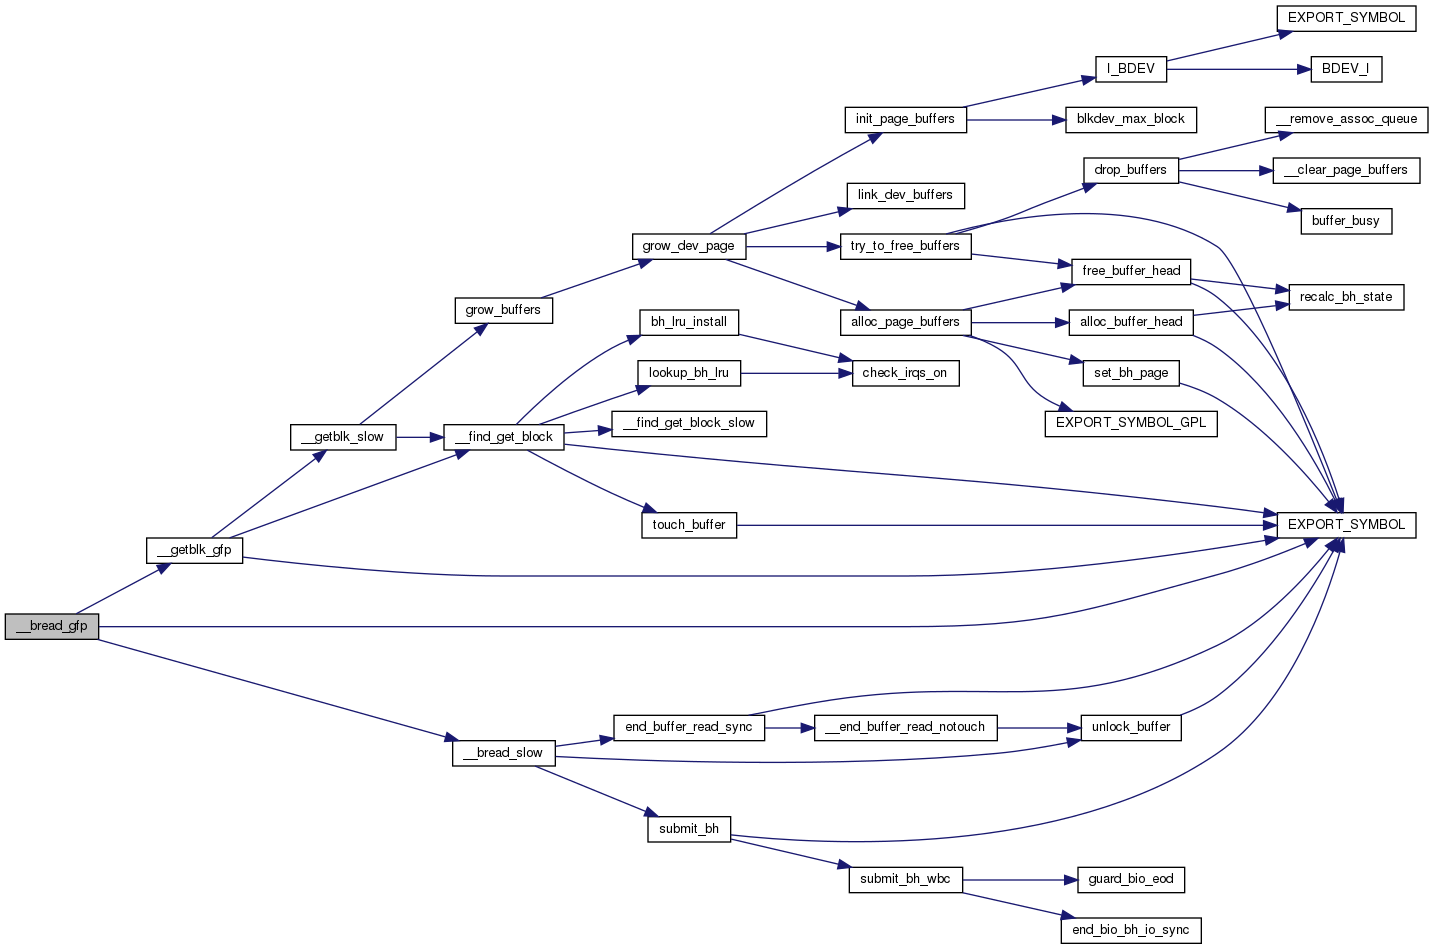 EXPORT_SYMBOL
I_BDEV
BDEV_I
init_page_buffers
blkdev_max_block
__remove_assoc_queue
drop_buffers
__clear_page_buffers
link_dev_buffers
buffer_busy
grow_dev_page
try_to_free_buffers
free_buffer_head
recalc_bh_state
grow_buffers
bh_lru_install
alloc_page_buffers
alloc_buffer_head
lookup_bh_lru
check_irqs_on
set_bh_page
__find_get_block_slow
EXPORT_SYMBOL_GPL
__getblk_slow
__find_get_block
touch_buffer
EXPORT_SYMBOL
__getblk_gfp
__bread_gfp
end_buffer_read_sync
__end_buffer_read_notouch
unlock_buffer
__bread_slow
submit_bh
submit_bh_wbc
guard_bio_eod
end_bio_bh_io_sync